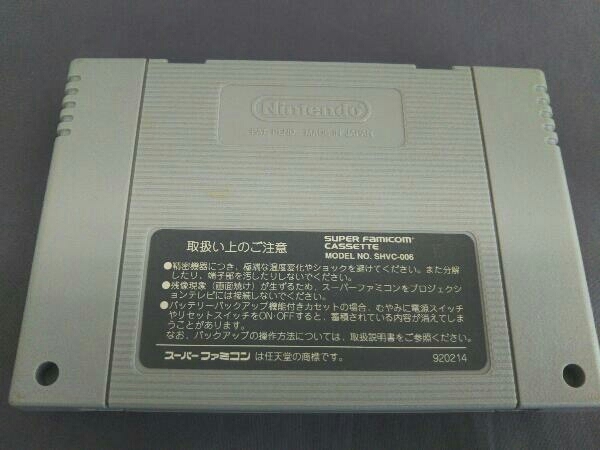 Nintendo
PAT. PEND. MADE IN JAPAN
取扱い上のご注意
SUPER FAMICOM
CASSETTE
MODEL NO. SHVC-006
●精密機器につき、極端な温度変化やショックを避けてください。また分解
したり、端子部を汚したりしないでください。
●残像現象（画面焼け）が生ずるため、スーパーファミコンをプロジェクシ
ョンテレビには接続しないでください。
●バッテリーバックアップ機能付きカセットの場合、むやみに電源スイッチ
やリセットスイッチをON・OFFすると、蓄積されている内容が消えてしま
うことがあります。
なお、バックアップの操作方法については、取扱説明書をご参照ください。
スーパーファミコン は任天堂の商標です。
920214